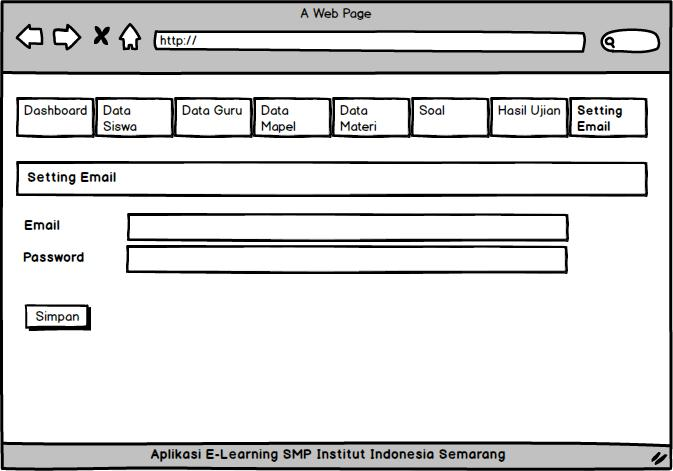 A Web Page
http://
Dashboard Data Siswa Data Guru Data Mapel Data Materi Soal Hasil Ujian Setting Email
Setting Email
Email
Password
Simpan
Aplikasi E-Learning SMP Institut Indonesia Semarang